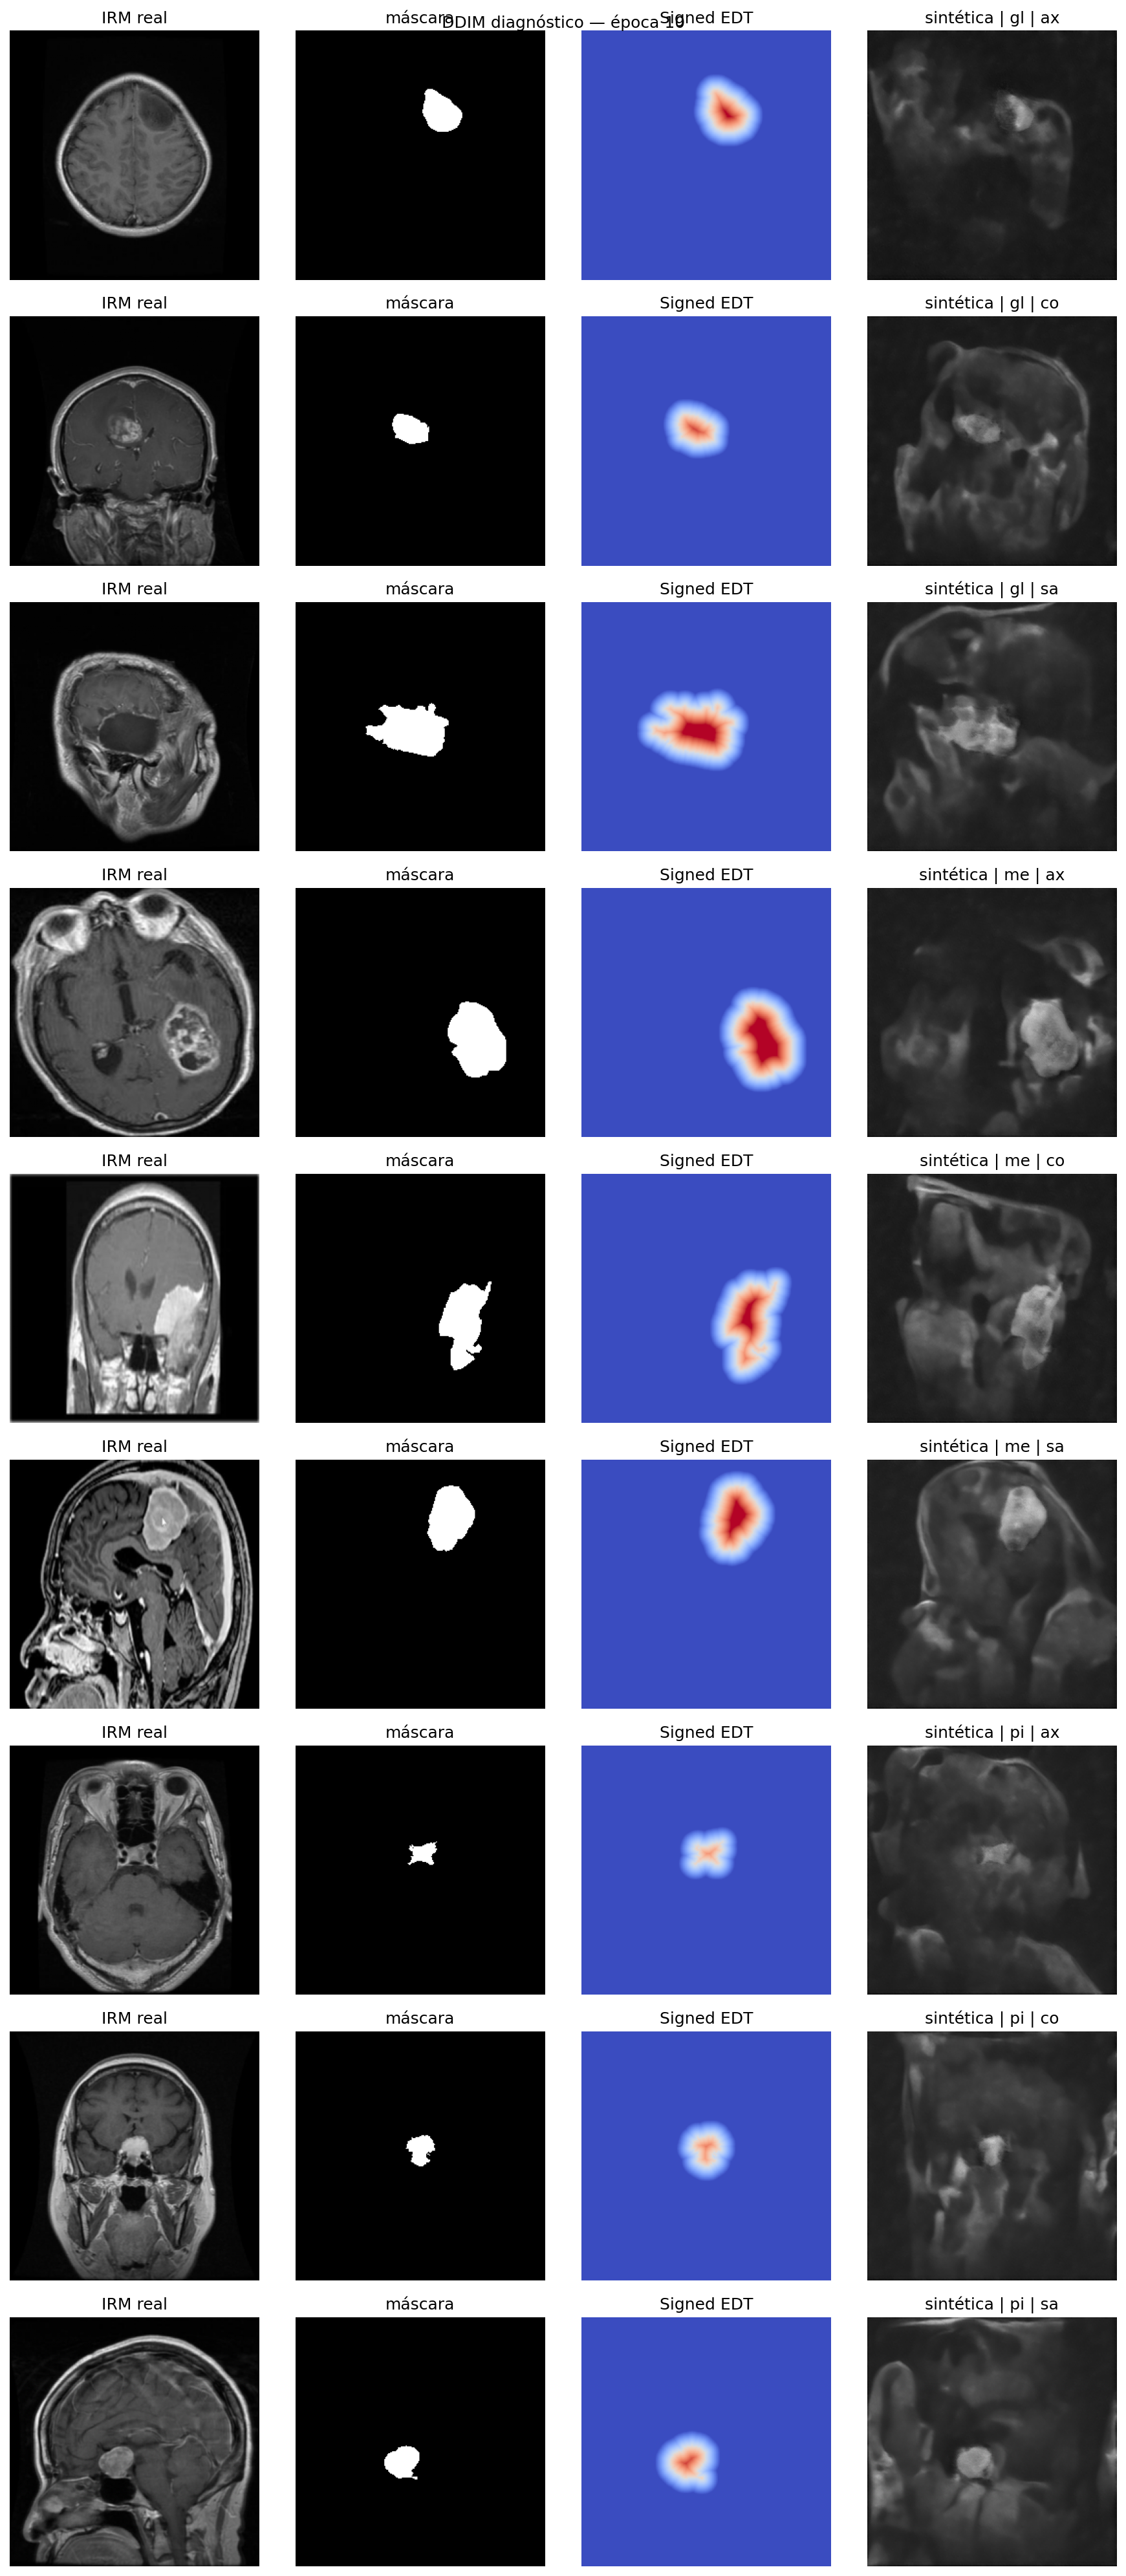 DDIM diagnóstico — época 10
IRM real máscara Signed EDT sintética | gl | ax
IRM real máscara Signed EDT sintética | gl | co
IRM real máscara Signed EDT sintética | gl | sa
IRM real máscara Signed EDT sintética | me | ax
IRM real máscara Signed EDT sintética | me | co
IRM real máscara Signed EDT sintética | me | sa
IRM real máscara Signed EDT sintética | pi | ax
IRM real máscara Signed EDT sintética | pi | co
IRM real máscara Signed EDT sintética | pi | sa